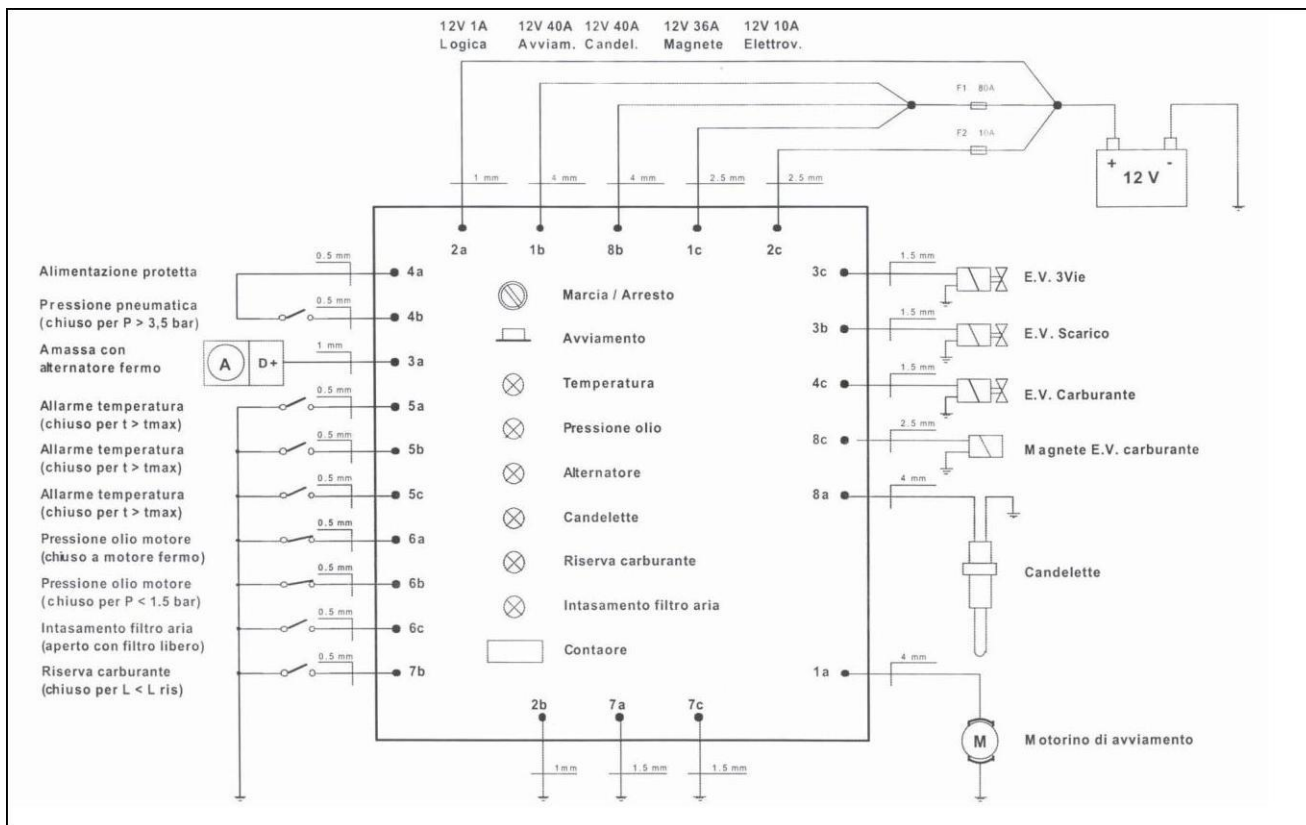 12V 1A 12V 40A 12V 40A 12V 36A 12V 10A
Logica Avviam. Candel. Magnete Elettrov.
F1 80A
F2 10A
+ -
12 V
1 mm 4 mm 4 mm 2.5 mm 2.5 mm
2a 1b 8b 1c 2c
Alimentazione protetta
0.5 mm
4a
Pressione pneumatica
(chiuso per P > 3,5 bar)
0.5 mm
4b
Amassa con
alternatore fermo
A D+
1 mm
3a
Allarme temperatura
(chiuso per t > tmax)
0.5 mm
5a
Allarme temperatura
(chiuso per t > tmax)
0.5 mm
5b
Allarme temperatura
(chiuso per t > tmax)
0.5 mm
5c
Pressione olio motore
(chiuso a motore fermo)
0.5 mm
6a
Pressione olio motore
(chiuso per P < 1.5 bar)
0.5 mm
6b
Intasamento filtro aria
(aperto con filtro libero)
0.5 mm
6c
Riserva carburante
(chiuso per L < L ris)
0.5 mm
7b
Marcia / Arresto
Avviamento
Temperatura
Pressione olio
Alternatore
Candelette
Riserva carburante
Intasamento filtro aria
Contaore
3c
1.5 mm
E.V. 3Vie
3b
1.5 mm
E.V. Scarico
4c
1.5 mm
E.V. Carburante
8c
2.5 mm
Magnete E.V. carburante
8a
4 mm
Candelette
1a
4 mm
M
Motorino di avviamento
2b 7a 7c
1mm 1.5 mm 1.5 mm